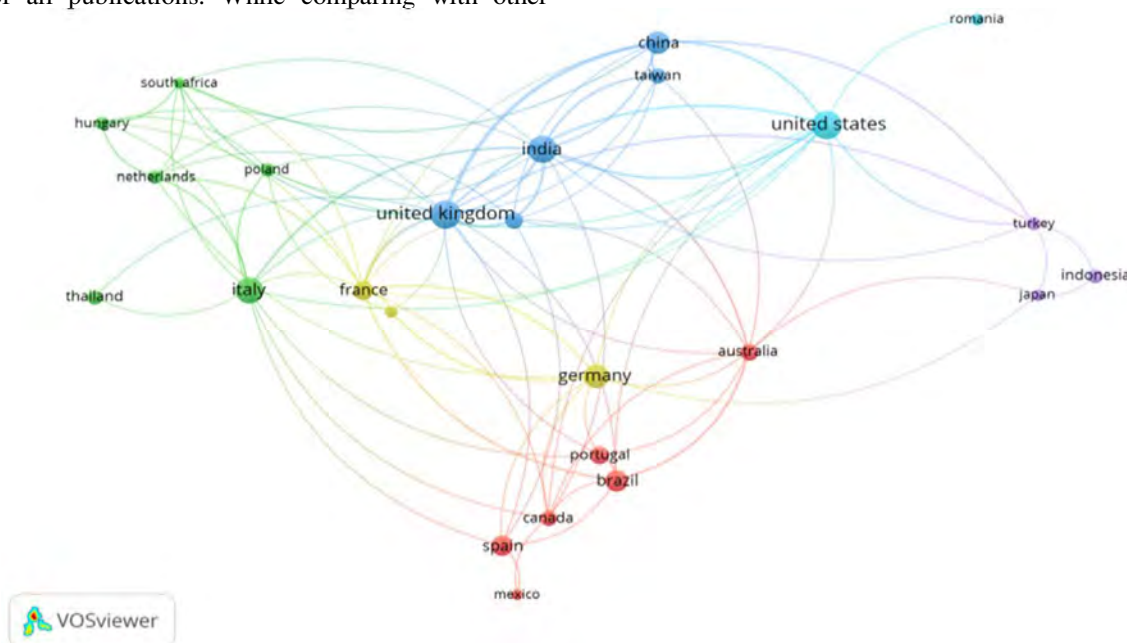 of all publications. While comparing with other
romania
china
taiwan
south africa
united states
hungary
india
poland
netherlands
united kingdom
turkey
indonesia
japan
thailand
italy
france
australia
germany
portugal
brazil
canada
spain
mexico
VOSviewer